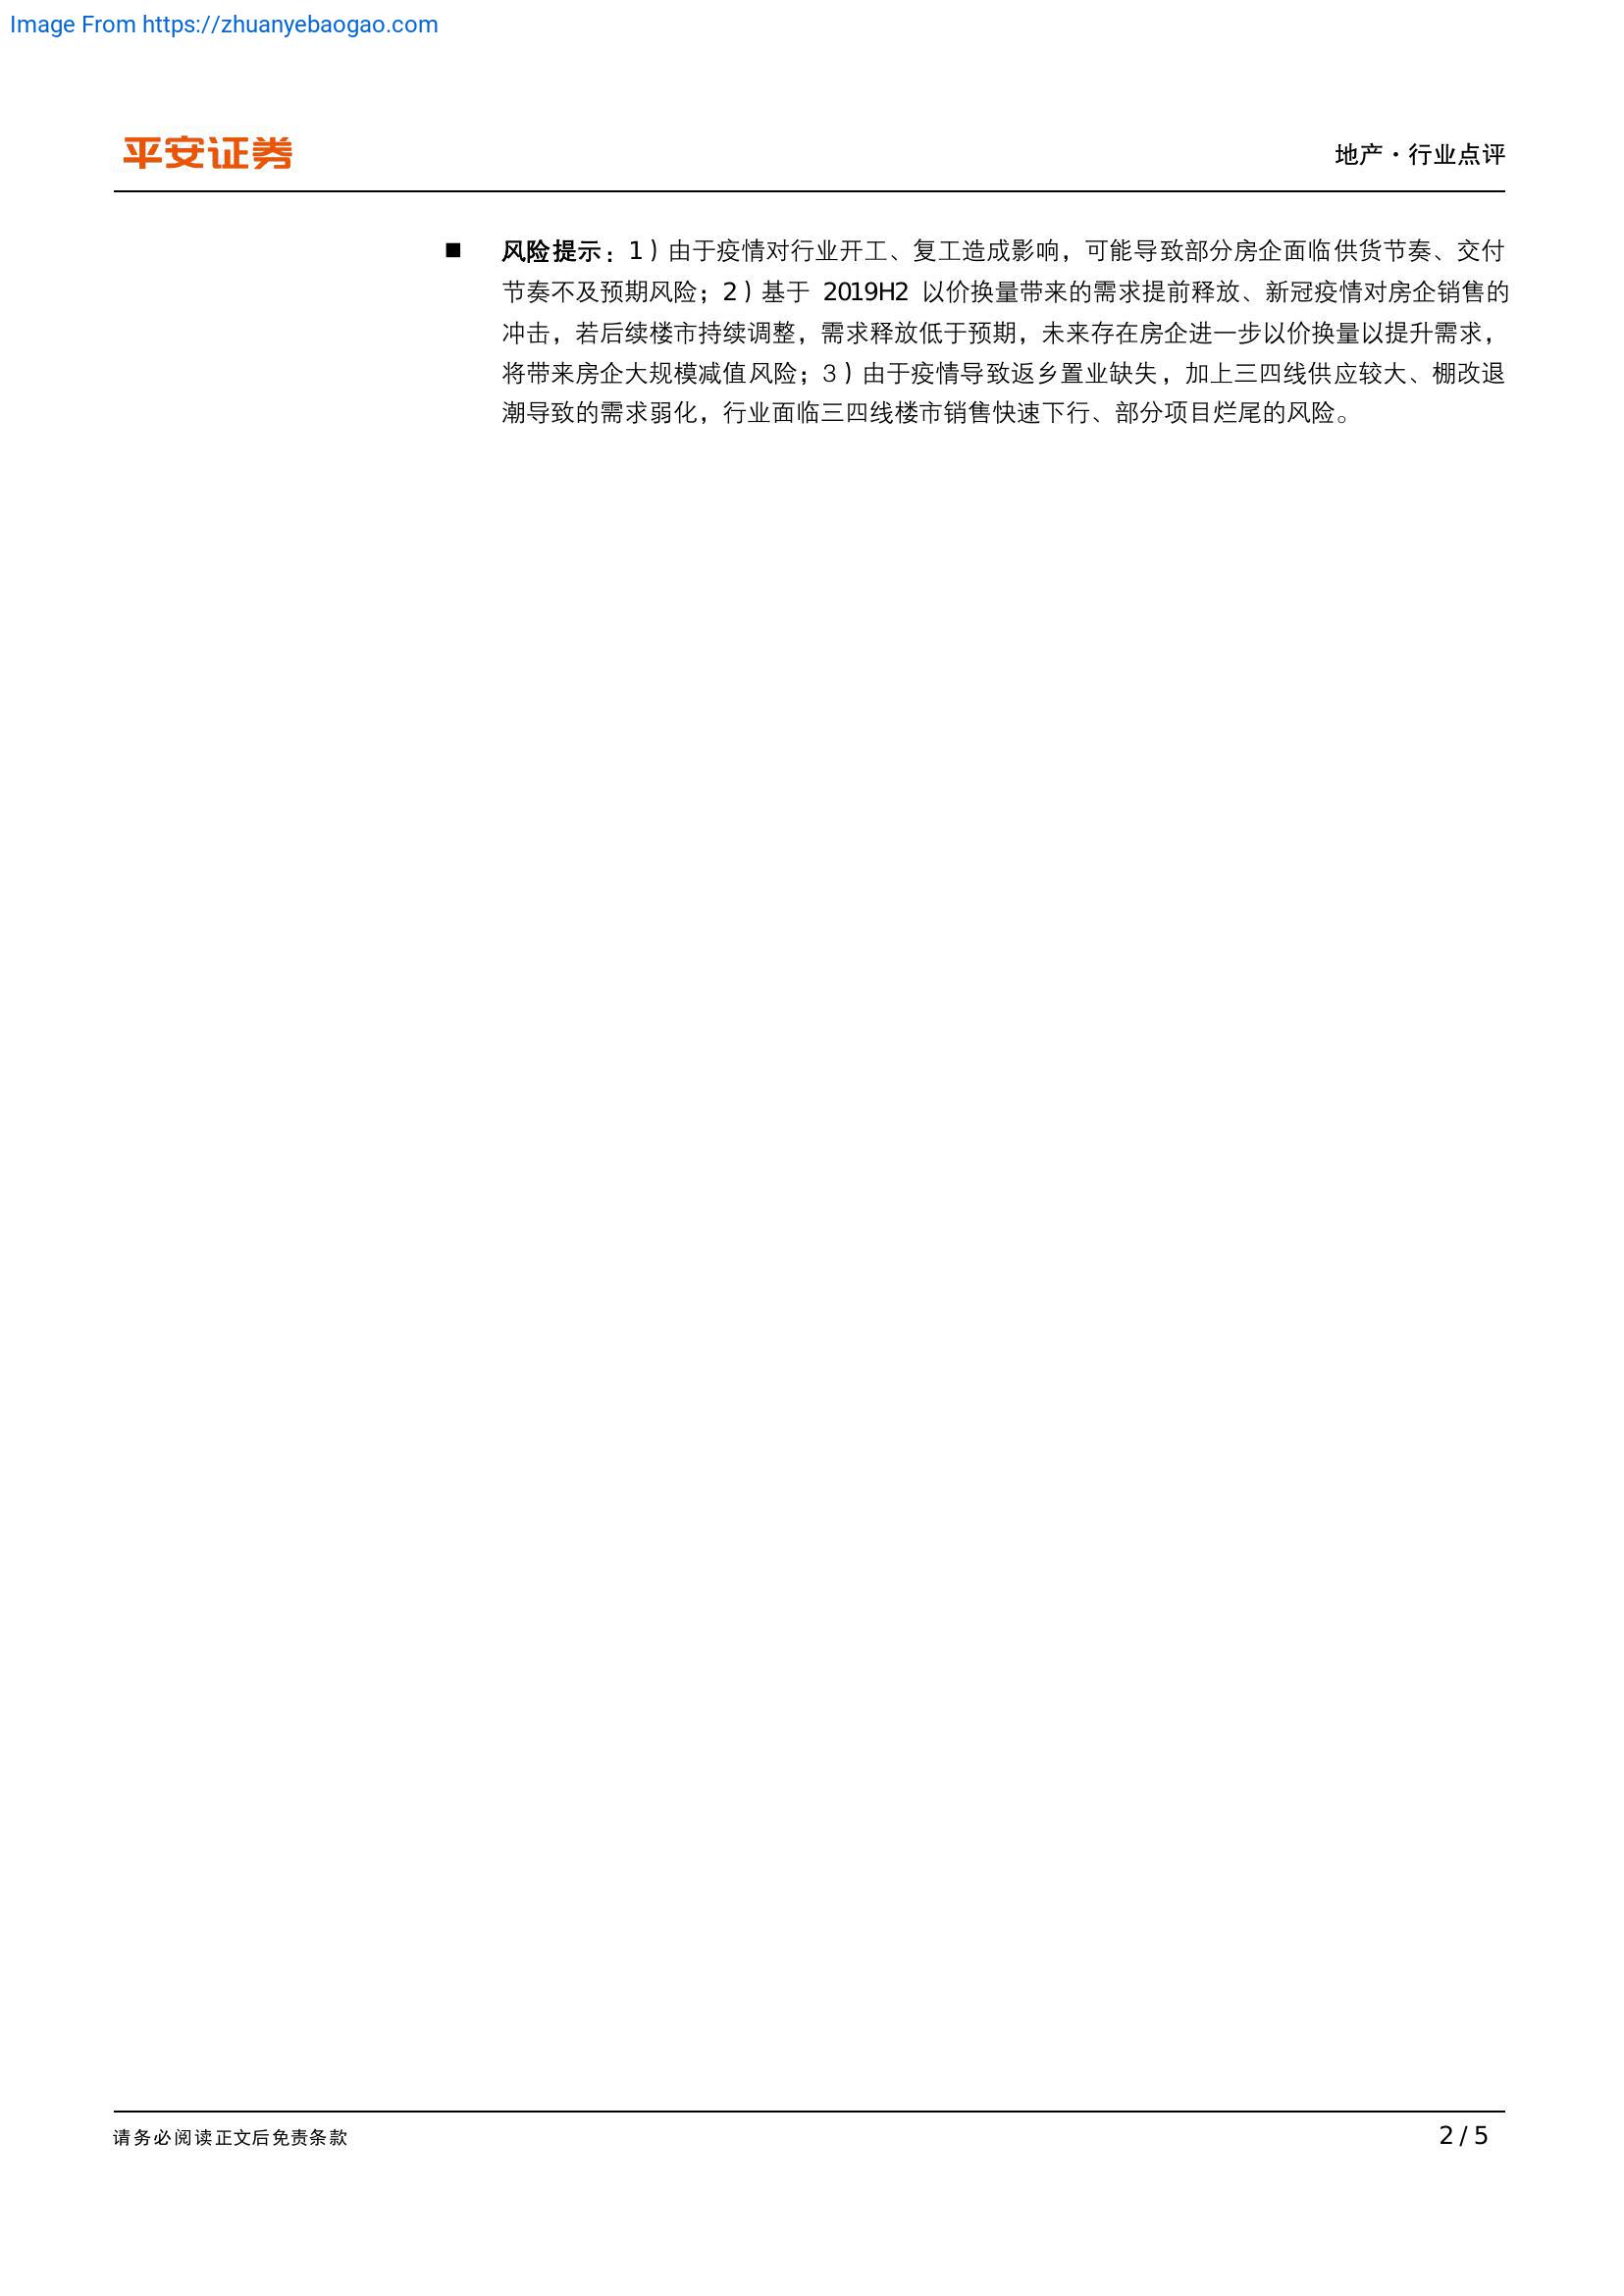 Image From https://zhuanyebaogao.com
平安证券
地产·行业点评
■ 风险提示：1）由于疫情对行业开工、复工造成影响，可能导致部分房企面临供货节奏、交付
节奏不及预期风险；2）基于 2019H2 以价换量带来的需求提前释放、新冠疫情对房企销售的
冲击，若后续楼市持续调整，需求释放低于预期，未来存在房企进一步以价换量以提升需求，
将带来房企大规模减值风险；3）由于疫情导致返乡置业缺失，加上三四线供应较大、棚改退
潮导致的需求弱化，行业面临三四线楼市销售快速下行、部分项目烂尾的风险。
请务必阅读正文后免责条款
2 / 5